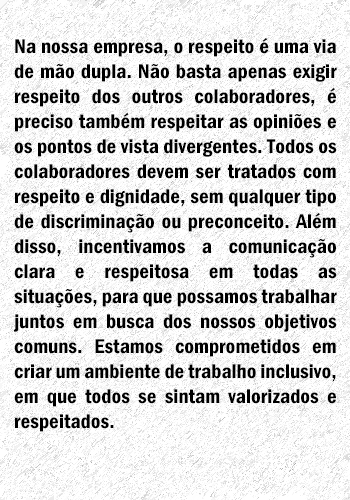 Na nossa empresa, o respeito é uma via
de mão dupla. Não basta apenas exigir
respeito dos outros colaboradores, é
preciso também respeitar as opiniões e
os pontos de vista divergentes. Todos os
colaboradores devem ser tratados com
respeito e dignidade, sem qualquer tipo
de discriminação ou preconceito. Além
disso, incentivamos a comunicação
clara e respeitosa em todas as
situações, para que possamos trabalhar
juntos em busca dos nossos objetivos
comuns. Estamos comprometidos em
criar um ambiente de trabalho inclusivo,
em que todos se sintam valorizados e
respeitados.